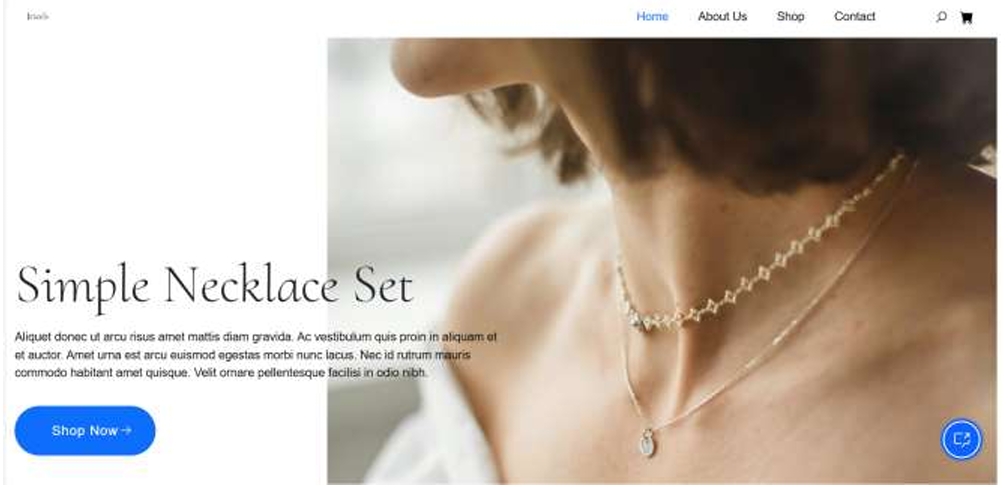 Home About Us Shop Contact
Simple Necklace Set
Aliquet donec ut arcu risus amet mattis diam gravida. Ac vestibulum quis proin in aliquam et
et auctor. Amet urna est arcu euismod egestas morbi nunc lacus. Nec id rutrum mauris
commodo habitant amet quisque. Velit ornare pellentesque facilisi in odio nibh.
Shop Now→